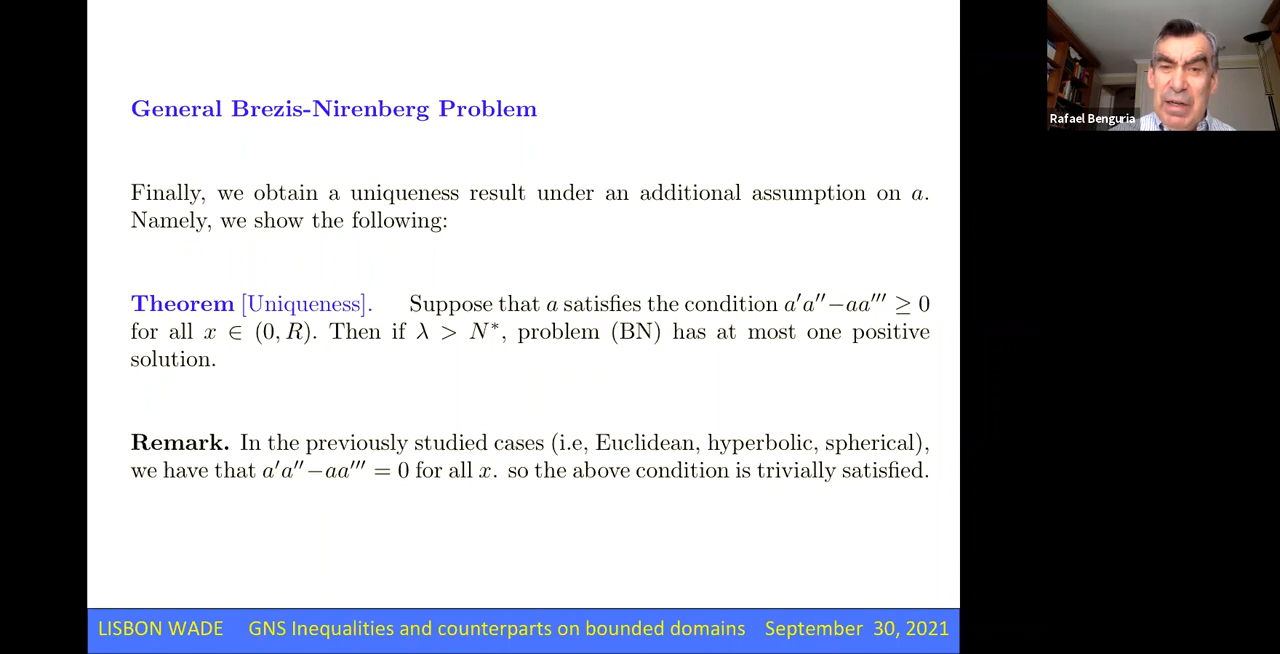 General Brezis-Nirenberg Problem
Finally, we obtain a uniqueness result under an additional assumption on a.
Namely, we show the following:
Theorem [Uniqueness]. Suppose that a satisfies the condition a′a″−aa‴ ≥ 0
for all x ∈ (0, R). Then if λ > N*, problem (BN) has at most one positive
solution.
Remark. In the previously studied cases (i.e, Euclidean, hyperbolic, spherical),
we have that a′a″−aa‴ = 0 for all x. so the above condition is trivially satisfied.
LISBON WADE GNS Inequalities and counterparts on bounded domains September 30, 2021
Rafael Benguria